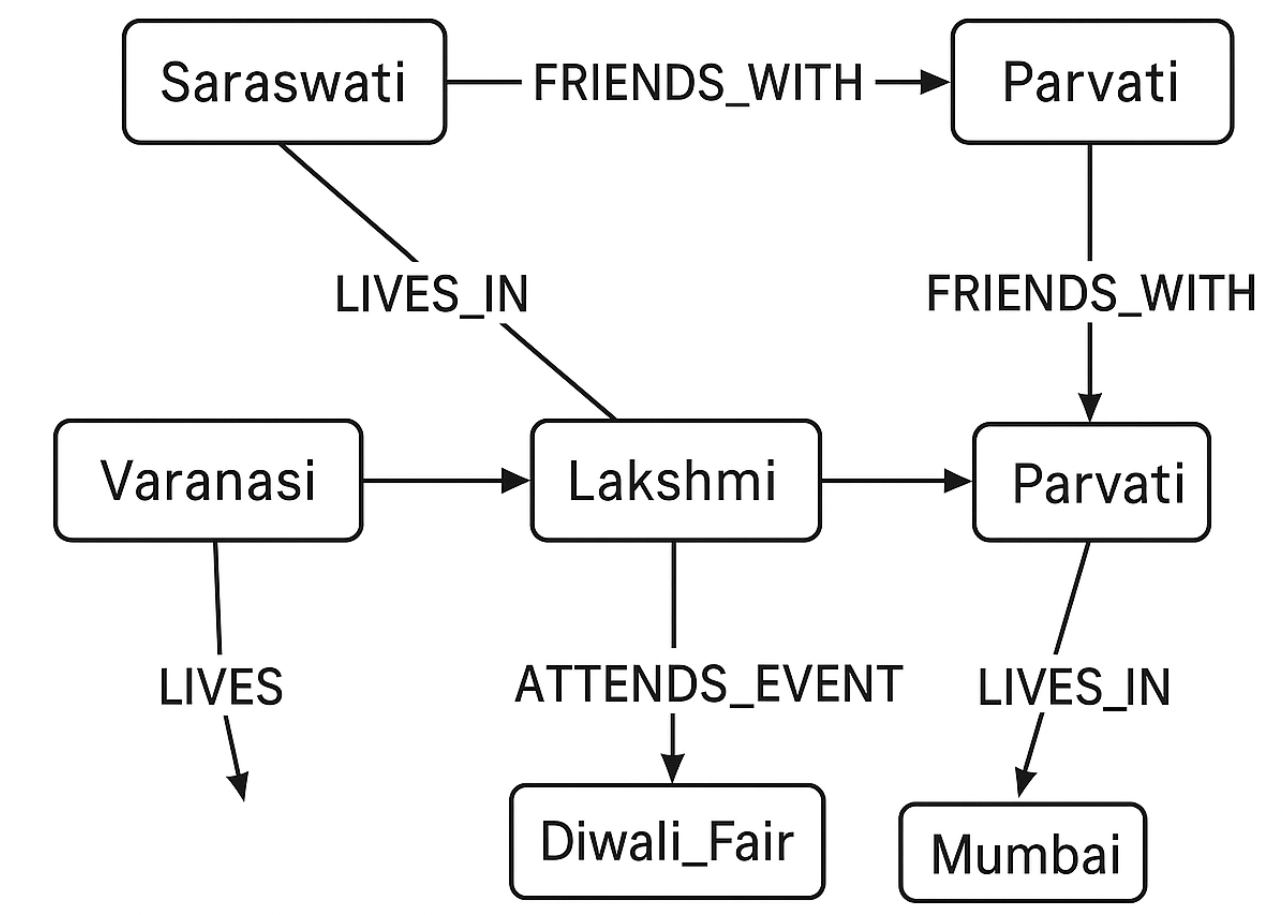 Saraswati FRIENDS_WITH Parvati
LIVES_IN FRIENDS_WITH
Varanasi Lakshmi Parvati
LIVES ATTENDS_EVENT LIVES_IN
Diwali_Fair Mumbai